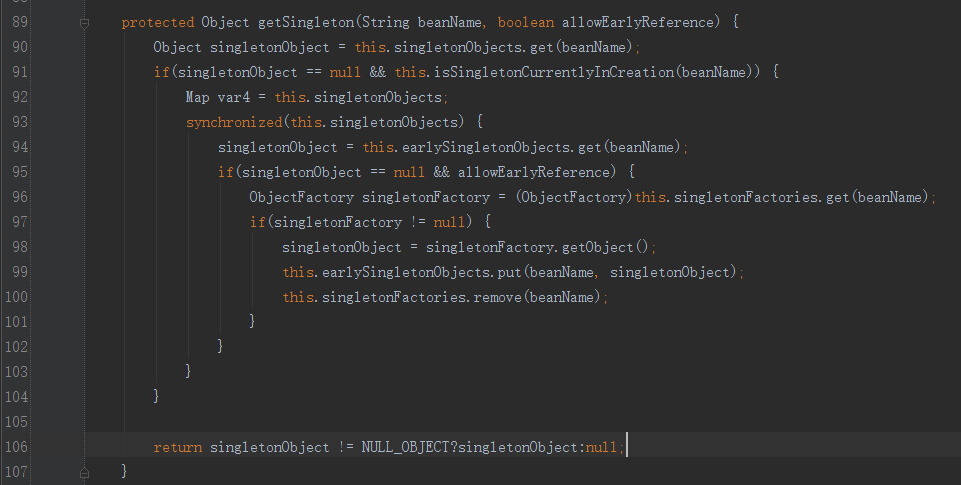 89 protected Object getSingleton(String beanName, boolean allowEarlyReference) {
90 Object singletonObject = this.singletonObjects.get(beanName);
91 if(singletonObject == null && this.isSingletonCurrentlyInCreation(beanName)) {
92 Map var4 = this.singletonObjects;
93 synchronized(this.singletonObjects) {
94 singletonObject = this.earlySingletonObjects.get(beanName);
95 if(singletonObject == null && allowEarlyReference) {
96 ObjectFactory singletonFactory = (ObjectFactory)this.singletonFactories.get(beanName);
97 if(singletonFactory != null) {
98 singletonObject = singletonFactory.getObject();
99 this.earlySingletonObjects.put(beanName, singletonObject);
100 this.singletonFactories.remove(beanName);
101 }
102 }
103 }
104 }
105
106 return singletonObject != NULL_OBJECT?singletonObject:null;
107 }